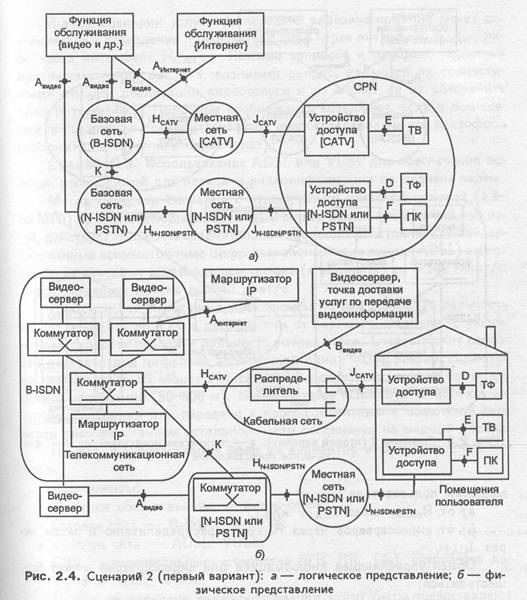 Функция
обслуживания
{видео и др.}
Функция
обслуживания
{Интернет}
Aвидео
Aвидео
Bвидео
AИнтернет
CPN
Базовая
сеть
(B-ISDN)
HCATV
Местная
сеть
[CATV]
JCATV
Устройство
доступа
[CATV]
E
ТВ
K
Базовая
сеть
[N-ISDN или
PSTN]
HN-ISDN/PSTN
Местная
сеть
[N-ISDN или
PSTN]
JN-ISDN/PSTN
Устройство
доступа
[N-ISDN или
PSTN]
D
ТФ
F
ПК
а)
Видео-
сервер
Видео-
сервер
Маршрутизатор
IP
Видеосервер,
точка доставки
услуг по передаче
видеоинформации
Коммутатор
Коммутатор
AИнтернет
Bвидео
B-ISDN
Коммутатор
HCATV
Распреде-
литель
JCATV
Устройство
доступа
D
ТФ
Кабельная сеть
Маршрутизатор
IP
Телекоммуникационная
сеть
K
E
ТВ
Устройство
доступа
F
ПК
HN-ISDN/PSTN
Местная
сеть
[N-ISDN или
PSTN]
JN-ISDN/PSTN
Помещения
пользователя
Видео-
сервер
Aвидео
Коммутатор
[N-ISDN или
PSTN]
б)
Рис. 2.4. Сценарий 2 (первый вариант): а — логическое представление; б — фи-
зическое представление